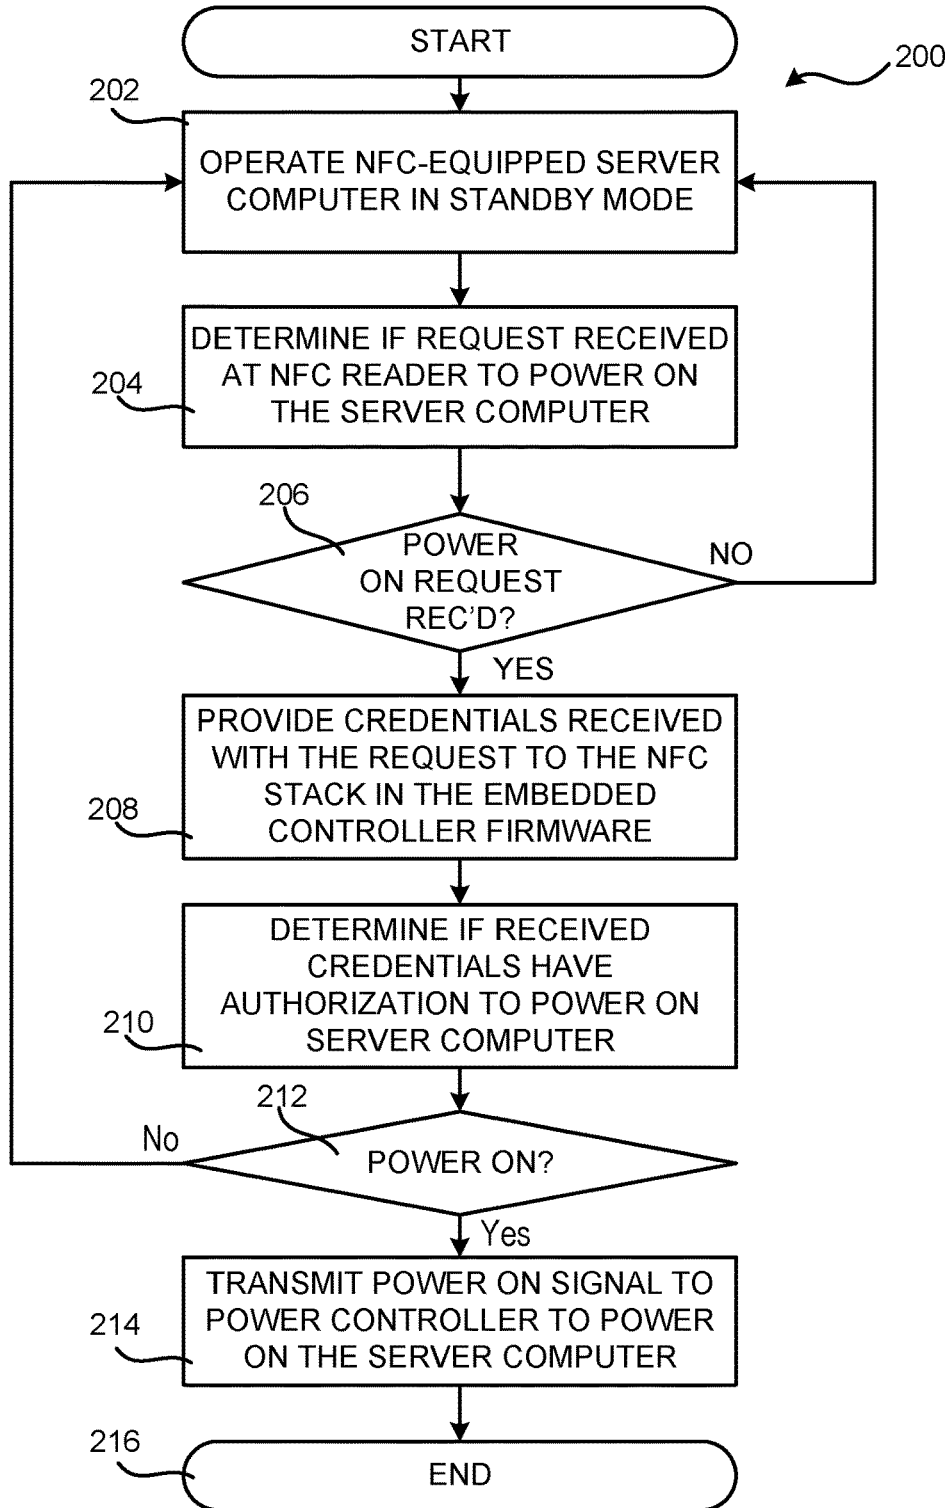 START
200
202
OPERATE NFC-EQUIPPED SERVER
COMPUTER IN STANDBY MODE
DETERMINE IF REQUEST RECEIVED
AT NFC READER TO POWER ON
THE SERVER COMPUTER
204
206
POWER
ON REQUEST
REC'D?
NO
YES
PROVIDE CREDENTIALS RECEIVED
WITH THE REQUEST TO THE NFC
STACK IN THE EMBEDDED
CONTROLLER FIRMWARE
208
DETERMINE IF RECEIVED
CREDENTIALS HAVE
AUTHORIZATION TO POWER ON
SERVER COMPUTER
210
212
No
POWER ON?
Yes
TRANSMIT POWER ON SIGNAL TO
POWER CONTROLLER TO POWER
ON THE SERVER COMPUTER
214
216
END